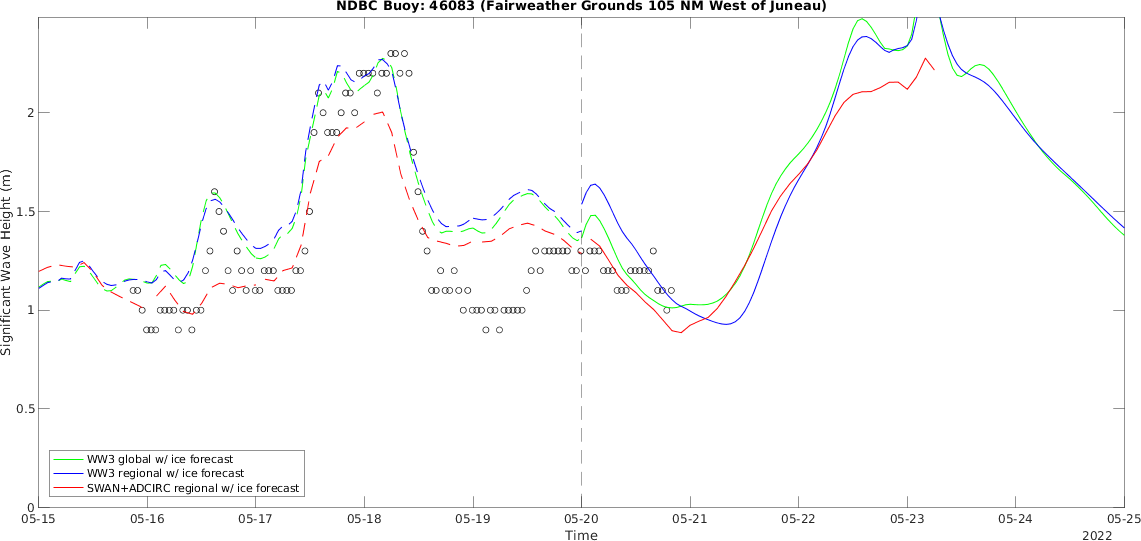 NDBC Buoy: 46083 (Fairweather Grounds 105 NM West of Juneau)
Significant Wave Height (m)
2
1.5
1
0.5
0
WW3 global w/ ice forecast
WW3 regional w/ ice forecast
SWAN+ADCIRC regional w/ ice forecast
05-15 05-16 05-17 05-18 05-19 05-20 05-21 05-22 05-23 05-24 05-25
Time
2022